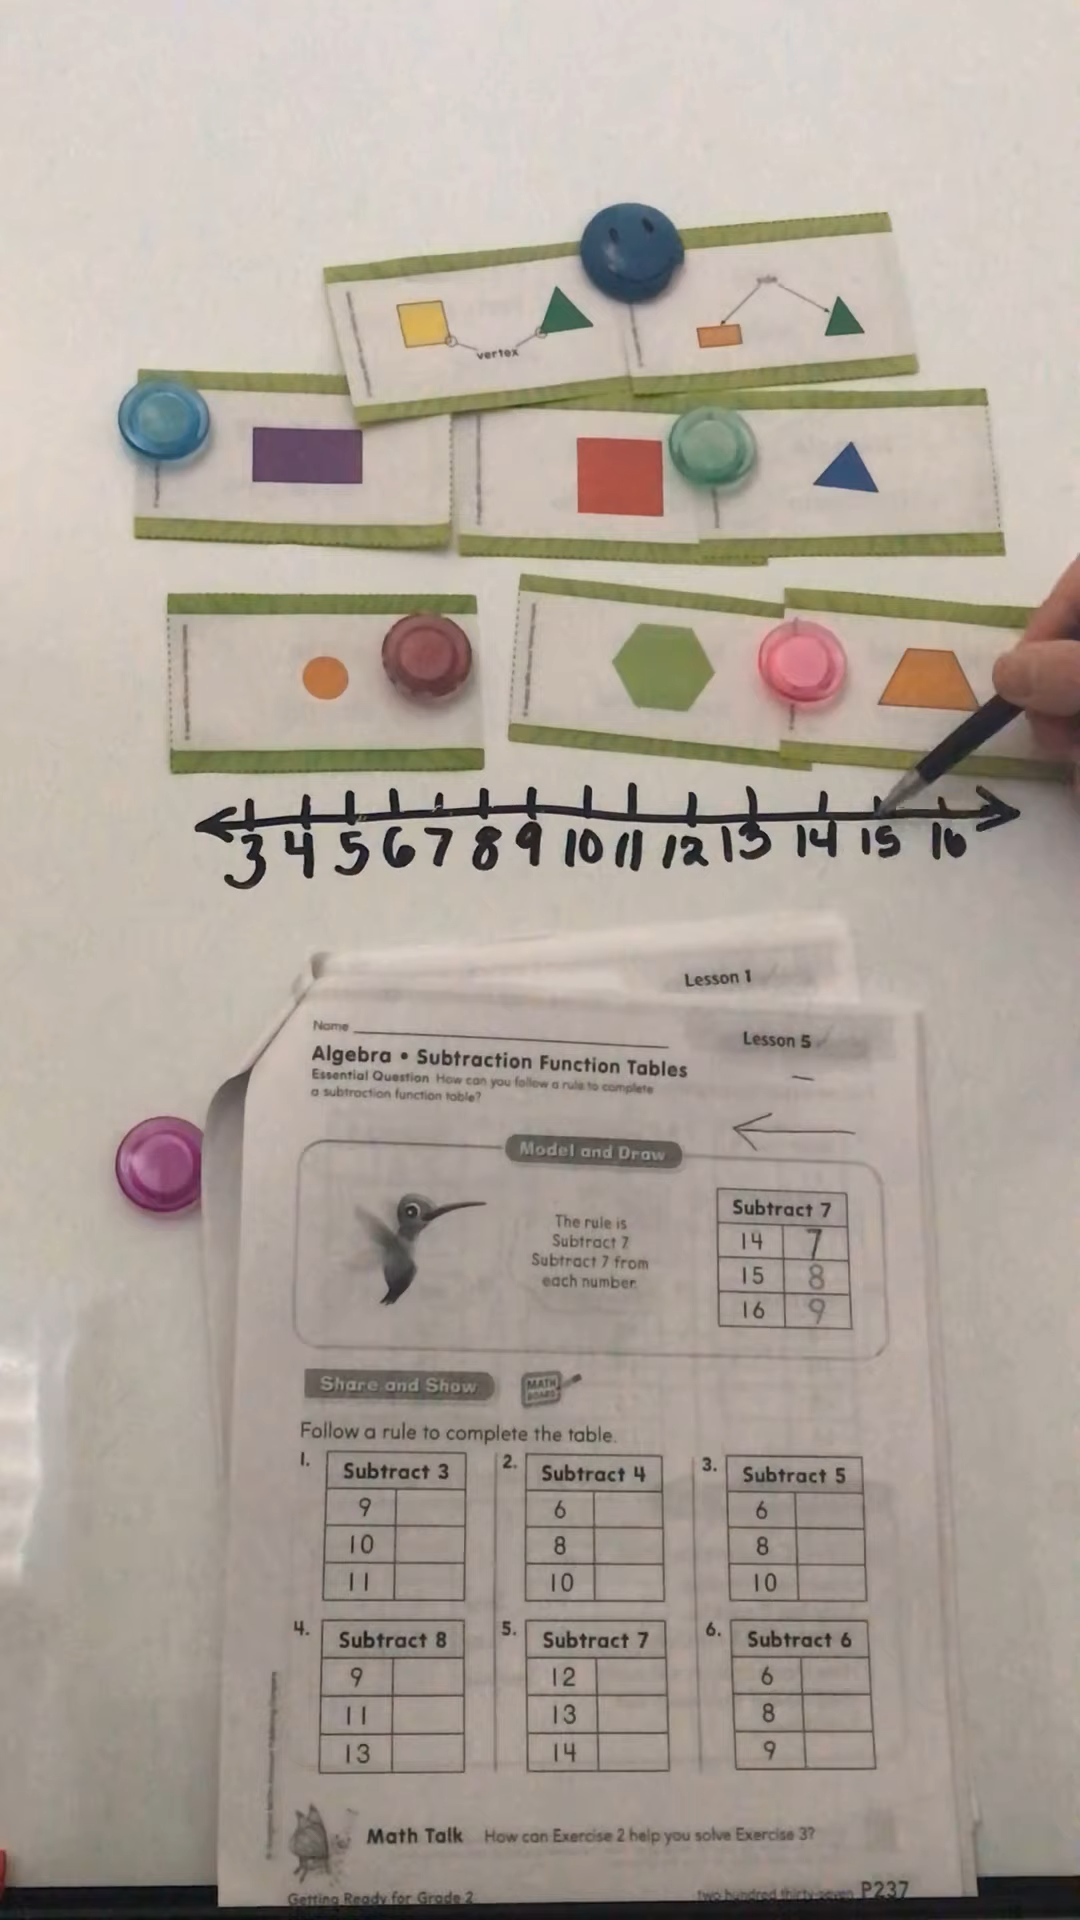 vertex
side
3 4 5 6 7 8 9 10 11 12 13 14 15 16
Lesson 1
Name
Lesson 5
Algebra • Subtraction Function Tables
Essential Question How can you follow a rule to complete
a subtraction function table?
Model and Draw
The rule is
Subtract 7
Subtract 7 from
each number.
Subtract 7
14 7
15 8
16 9
Share and Show
MATH
BOARD
Follow a rule to complete the table.
1.
Subtract 3
9
10
11
2.
Subtract 4
6
8
10
3.
Subtract 5
6
8
10
4.
Subtract 8
9
11
13
5.
Subtract 7
12
13
14
6.
Subtract 6
6
8
9
Math Talk How can Exercise 2 help you solve Exercise 3?
Getting Ready for Grade 2
two hundred thirty-seven P237